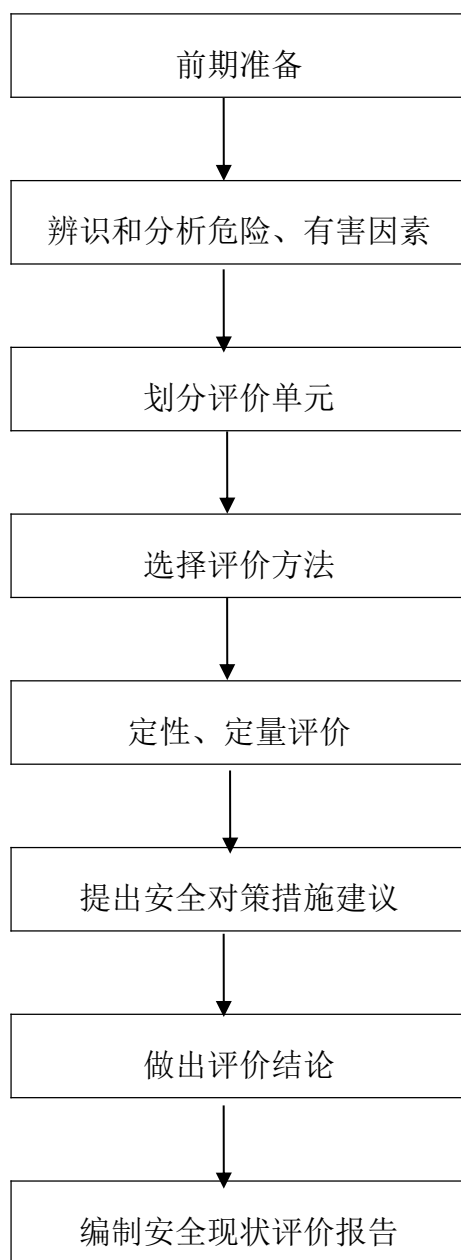 前期准备
辨识和分析危险、有害因素
划分评价单元
选择评价方法
定性、定量评价
提出安全对策措施建议
做出评价结论
编制安全现状评价报告